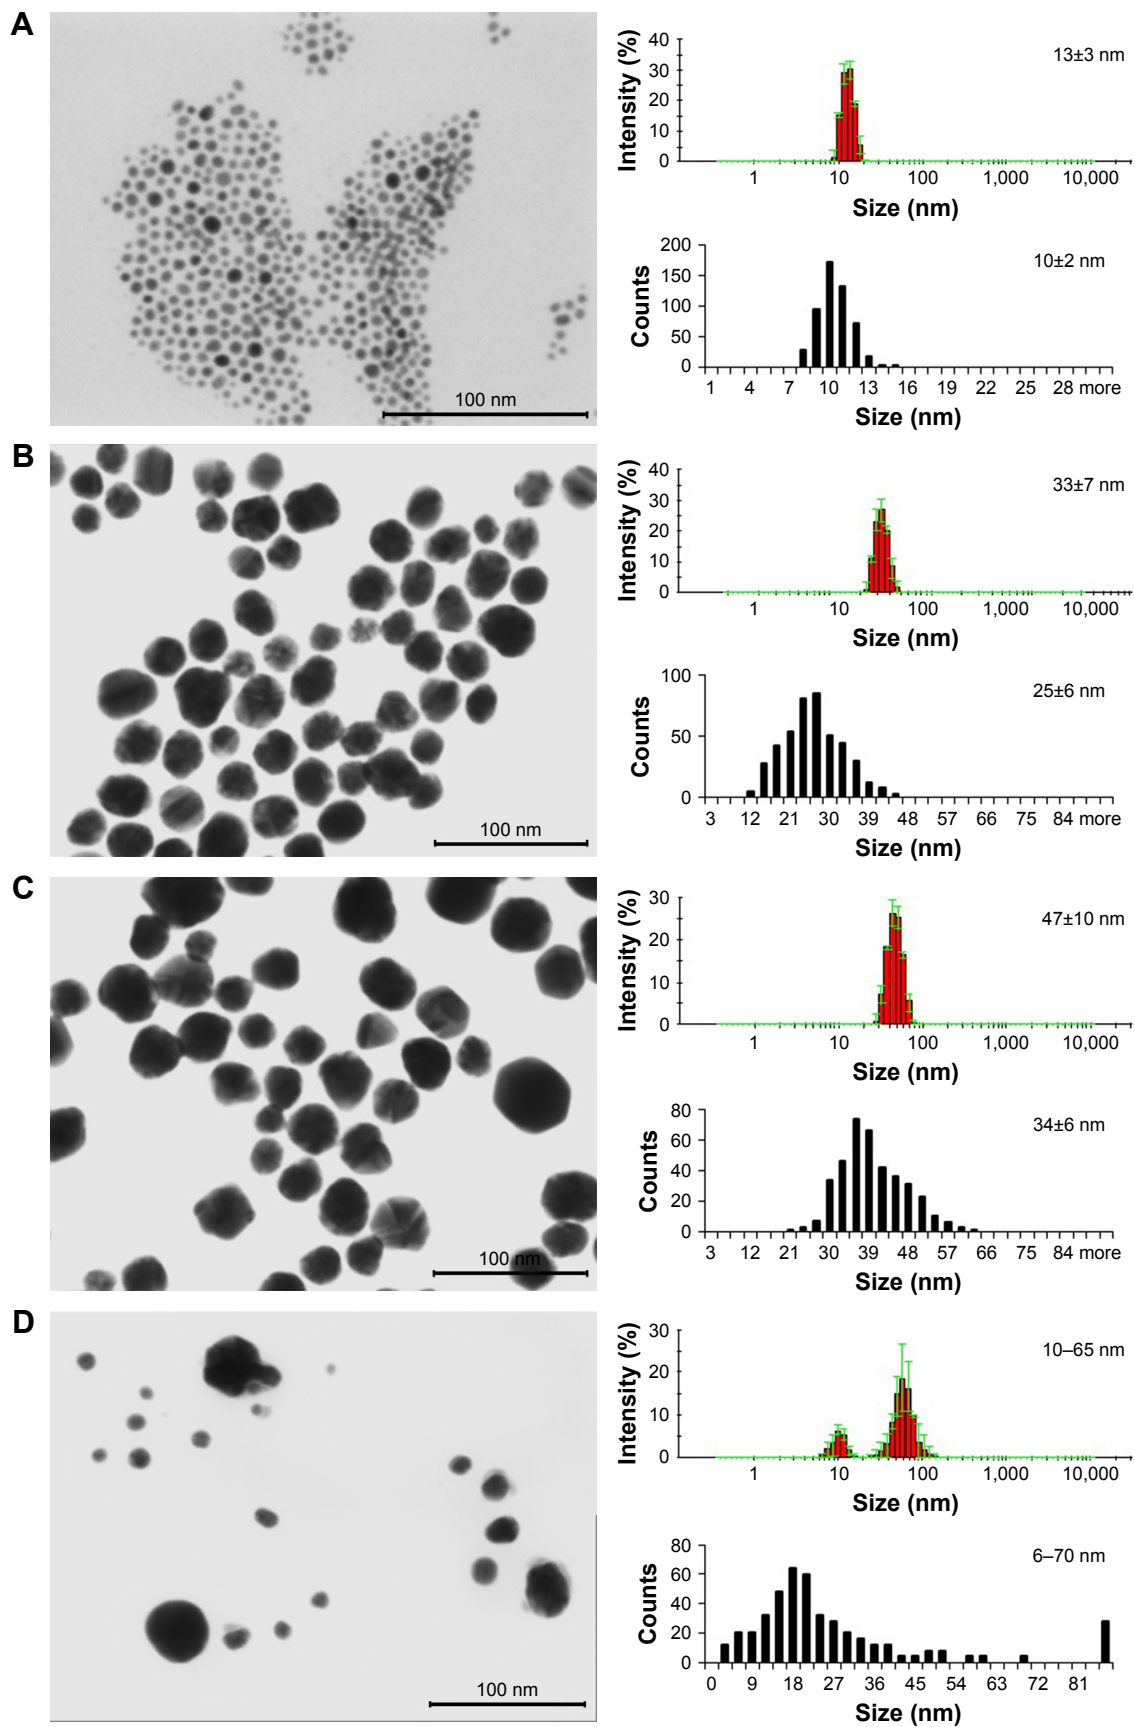 A
100 nm
Intensity (%)
40
30
20
10
0
13±3 nm
1 10 100 1,000 10,000
Size (nm)
Counts
200
150
100
50
0
10±2 nm
1 4 7 10 13 16 19 22 25 28 more
Size (nm)
B
100 nm
Intensity (%)
40
30
20
10
0
33±7 nm
1 10 100 1,000 10,000
Size (nm)
Counts
100
50
0
25±6 nm
3 12 21 30 39 48 57 66 75 84 more
Size (nm)
C
100 nm
Intensity (%)
30
20
10
0
47±10 nm
1 10 100 1,000 10,000
Size (nm)
Counts
80
60
40
20
0
34±6 nm
3 12 21 30 39 48 57 66 75 84 more
Size (nm)
D
100 nm
Intensity (%)
30
20
10
0
10–65 nm
1 10 100 1,000 10,000
Size (nm)
Counts
80
60
40
20
0
6–70 nm
0 9 18 27 36 45 54 63 72 81
Size (nm)